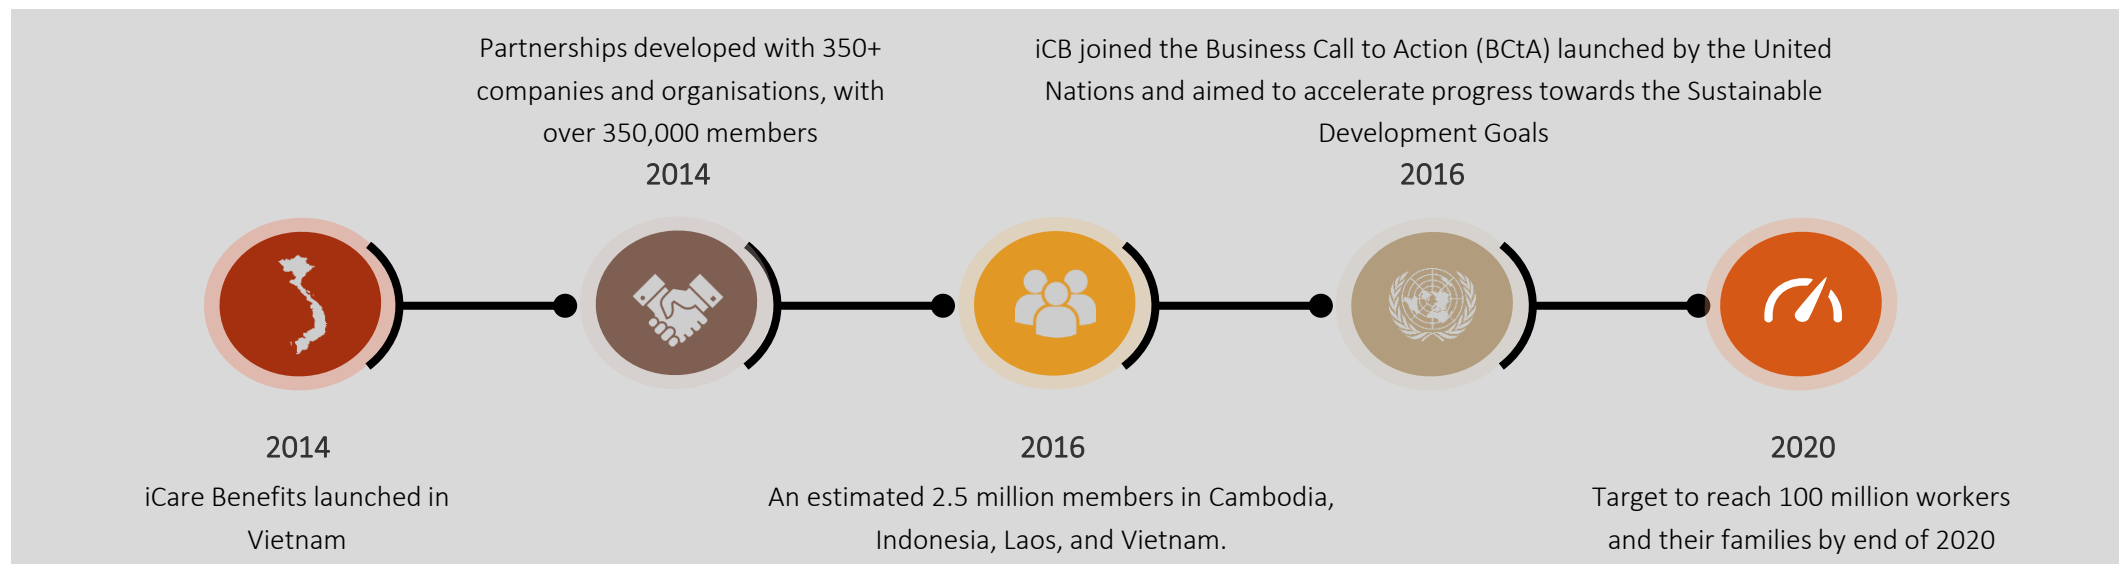 Partnerships developed with 350+
companies and organisations, with
over 350,000 members
2014
iCB joined the Business Call to Action (BCtA) launched by the United
Nations and aimed to accelerate progress towards the Sustainable
Development Goals
2016
2014
iCare Benefits launched in
Vietnam
2016
An estimated 2.5 million members in Cambodia,
Indonesia, Laos, and Vietnam.
2020
Target to reach 100 million workers
and their families by end of 2020